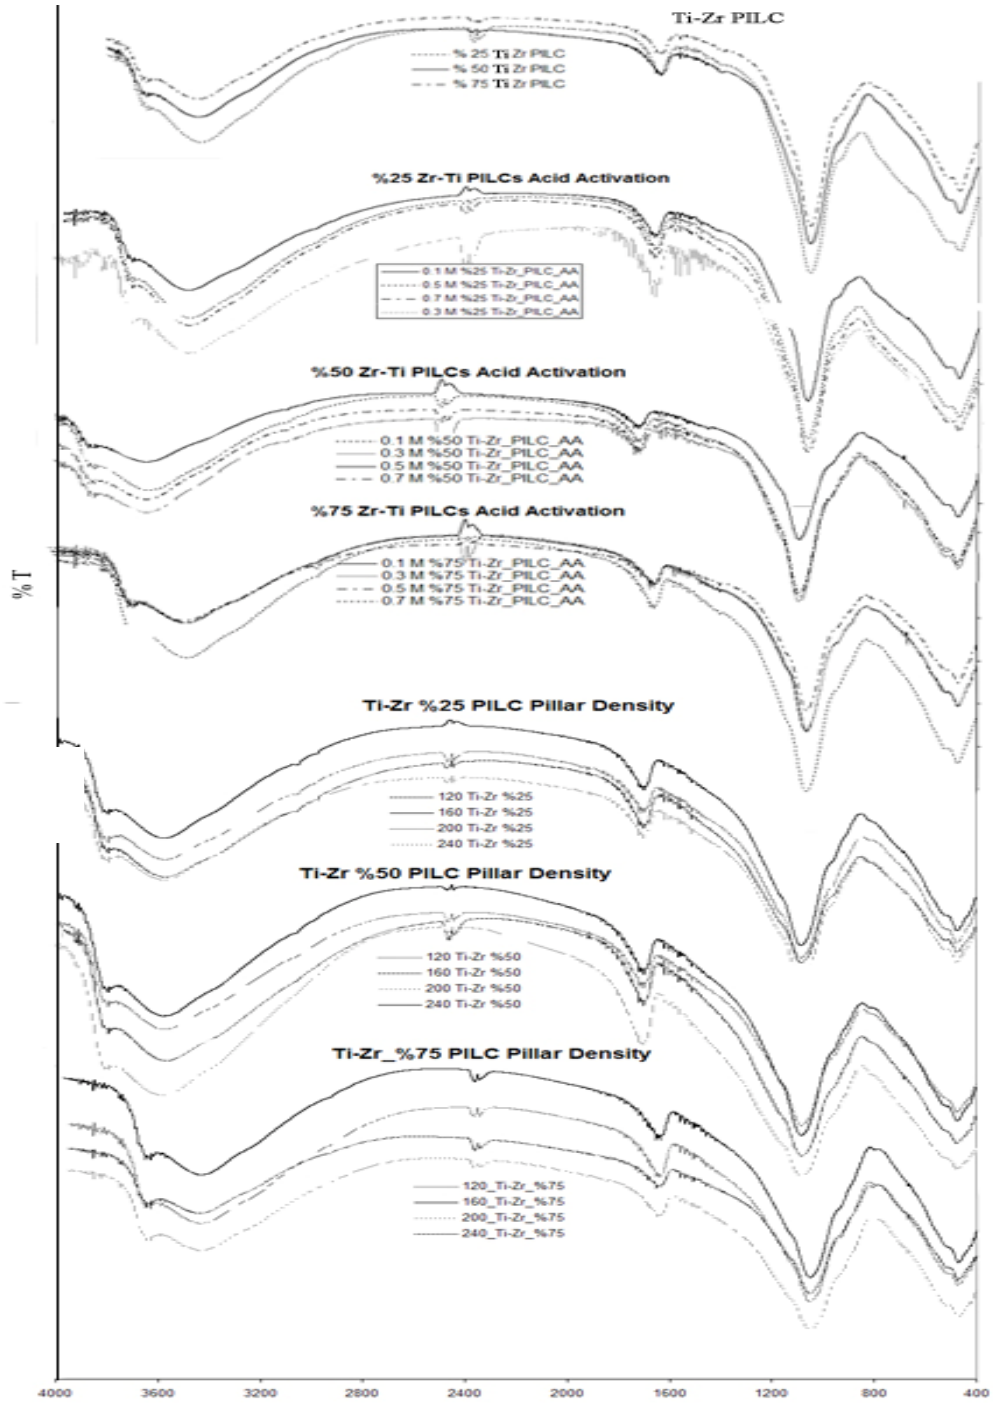 Ti-Zr PILC
% 25 Ti Zr PILC
% 50 Ti Zr PILC
% 75 Ti Zr PILC
%25 Zr-Ti PILCs Acid Activation
0.1 M %25 Ti-Zr_PILC_AA
0.5 M %25 Ti-Zr_PILC_AA
0.7 M %25 Ti-Zr_PILC_AA
0.3 M %25 Ti-Zr_PILC_AA
%50 Zr-Ti PILCs Acid Activation
0.1 M %50 Ti-Zr_PILC_AA
0.3 M %50 Ti-Zr_PILC_AA
0.5 M %50 Ti-Zr_PILC_AA
0.7 M %50 Ti-Zr_PILC_AA
%75 Zr-Ti PILCs Acid Activation
0.1 M %75 Ti-Zr_PILC_AA
0.3 M %75 Ti-Zr_PILC_AA
0.5 M %75 Ti-Zr_PILC_AA
0.7 M %75 Ti-Zr_PILC_AA
% T
Ti-Zr %25 PILC Pillar Density
120 Ti-Zr %25
160 Ti-Zr %25
200 Ti-Zr %25
240 Ti-Zr %25
Ti-Zr %50 PILC Pillar Density
120 Ti-Zr %50
160 Ti-Zr %50
200 Ti-Zr %50
240 Ti-Zr %50
Ti-Zr_%75 PILC Pillar Density
120_Ti-Zr_%75
160_Ti-Zr_%75
200_Ti-Zr_%75
240_Ti-Zr_%75
4000 3600 3200 2800 2400 2000 1600 1200 800 400